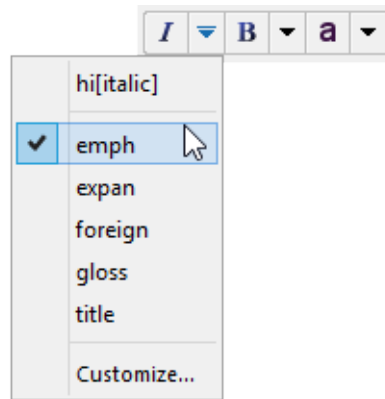 I B a
hi[italic]
emph
expan
foreign
gloss
title
Customize...